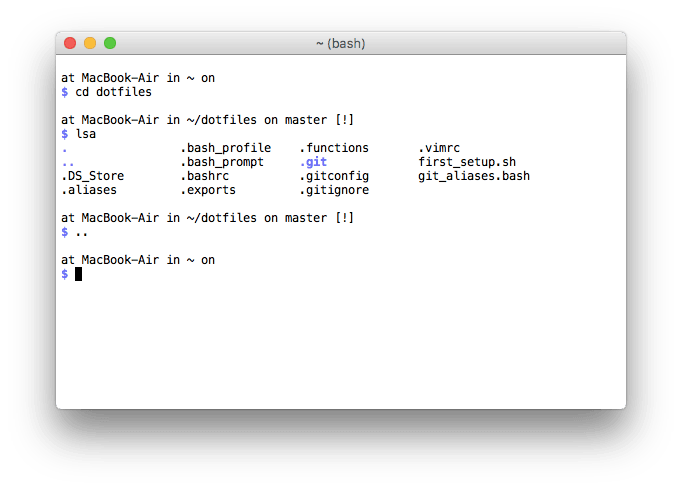 ~ (bash)
at MacBook-Air in ~ on
$ cd dotfiles
at MacBook-Air in ~/dotfiles on master [!]
$ lsa
. .bash_profile .functions .vimrc
.. .bash_prompt .git first_setup.sh
.DS_Store .bashrc .gitconfig git_aliases.bash
.aliases .exports .gitignore
at MacBook-Air in ~/dotfiles on master [!]
$ ..
at MacBook-Air in ~ on
$